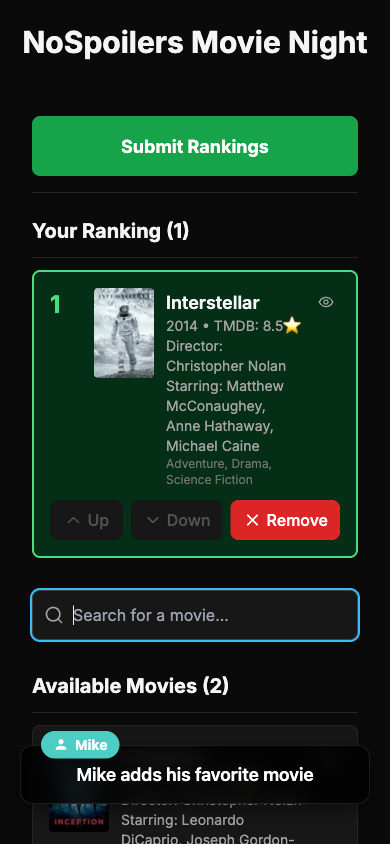 NoSpoilers Movie Night
Submit Rankings
Your Ranking (1)
1
Interstellar
2014 • TMDB: 8.5⭐
Director:
Christopher Nolan
Starring: Matthew
McConaughey,
Anne Hathaway,
Michael Caine
Adventure, Drama,
Science Fiction
Up
Down
Remove
Search for a movie...
Available Movies (2)
Mike
Mike adds his favorite movie
INCEPTION
Director: Christopher Nolan
Starring: Leonardo
DiCaprio, Joseph Gordon-